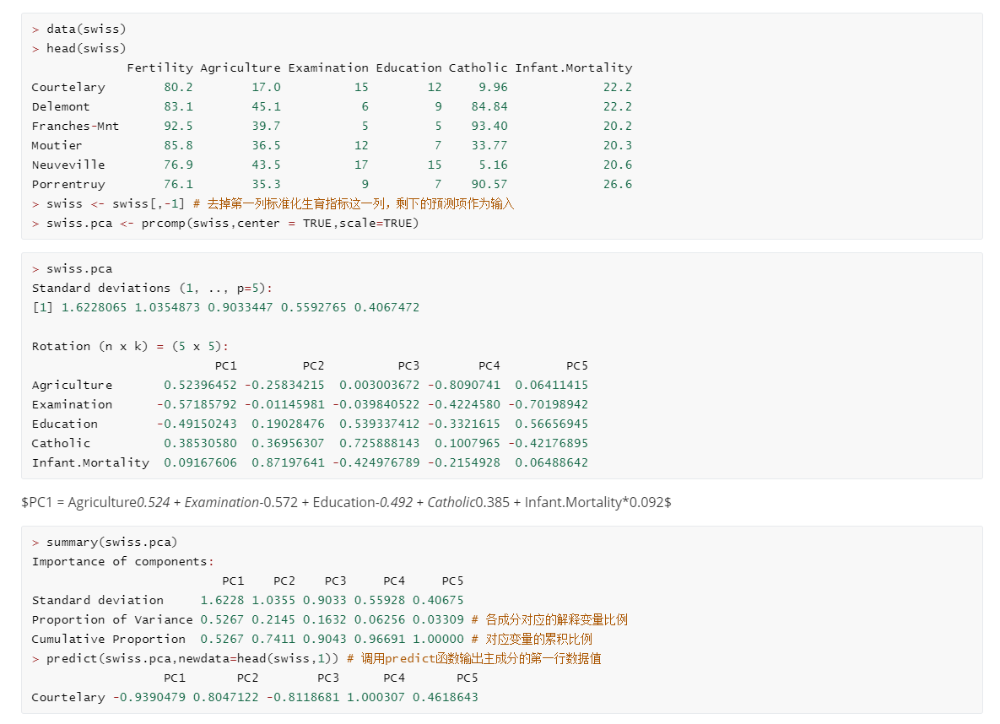 > data(swiss)
> head(swiss)
             Fertility Agriculture Examination Education Catholic Infant.Mortality
Courtelary        80.2        17.0          15        12     9.96             22.2
Delemont          83.1        45.1           6         9    84.84             22.2
Franches-Mnt      92.5        39.7           5         5    93.40             20.2
Moutier           85.8        36.5          12         7    33.77             20.3
Neuveville        76.9        43.5          17        15     5.16             20.6
Porrentruy        76.1        35.3           9         7    90.57             26.6
> swiss <- swiss[,-1] # 去掉第一列标准化生育指标这一列，剩下的预测项作为输入
> swiss.pca <- prcomp(swiss,center = TRUE,scale=TRUE)
> swiss.pca
Standard deviations (1, .., p=5):
[1] 1.6228065 1.0354873 0.9033447 0.5592765 0.4067472
Rotation (n x k) = (5 x 5):
                         PC1         PC2          PC3        PC4         PC5
Agriculture       0.52396452 -0.25834215  0.003003672 -0.8090741  0.06411415
Examination      -0.57185792 -0.01145981 -0.039840522 -0.4224580 -0.70198942
Education        -0.49150243  0.19028476  0.539337412 -0.3321615  0.56656945
Catholic          0.38530580  0.36956307  0.725888143  0.1007965 -0.42176895
Infant.Mortality  0.09167606  0.87197641 -0.424976789 -0.2154928  0.06488642
$PC1 = Agriculture0.524 + Examination-0.572 + Education-0.492 + Catholic0.385 + Infant.Mortality*0.092$
> summary(swiss.pca)
Importance of components:
                          PC1    PC2    PC3     PC4     PC5
Standard deviation     1.6228 1.0355 0.9033 0.55928 0.40675
Proportion of Variance 0.5267 0.2145 0.1632 0.06256 0.03309 # 各成分对应的解释变量比例
Cumulative Proportion  0.5267 0.7411 0.9043 0.96691 1.00000 # 对应变量的累积比例
> predict(swiss.pca,newdata=head(swiss,1)) # 调用predict函数输出主成分的第一行数据值
                  PC1       PC2        PC3      PC4       PC5
Courtelary -0.9390479 0.8047122 -0.8118681 1.000307 0.4618643